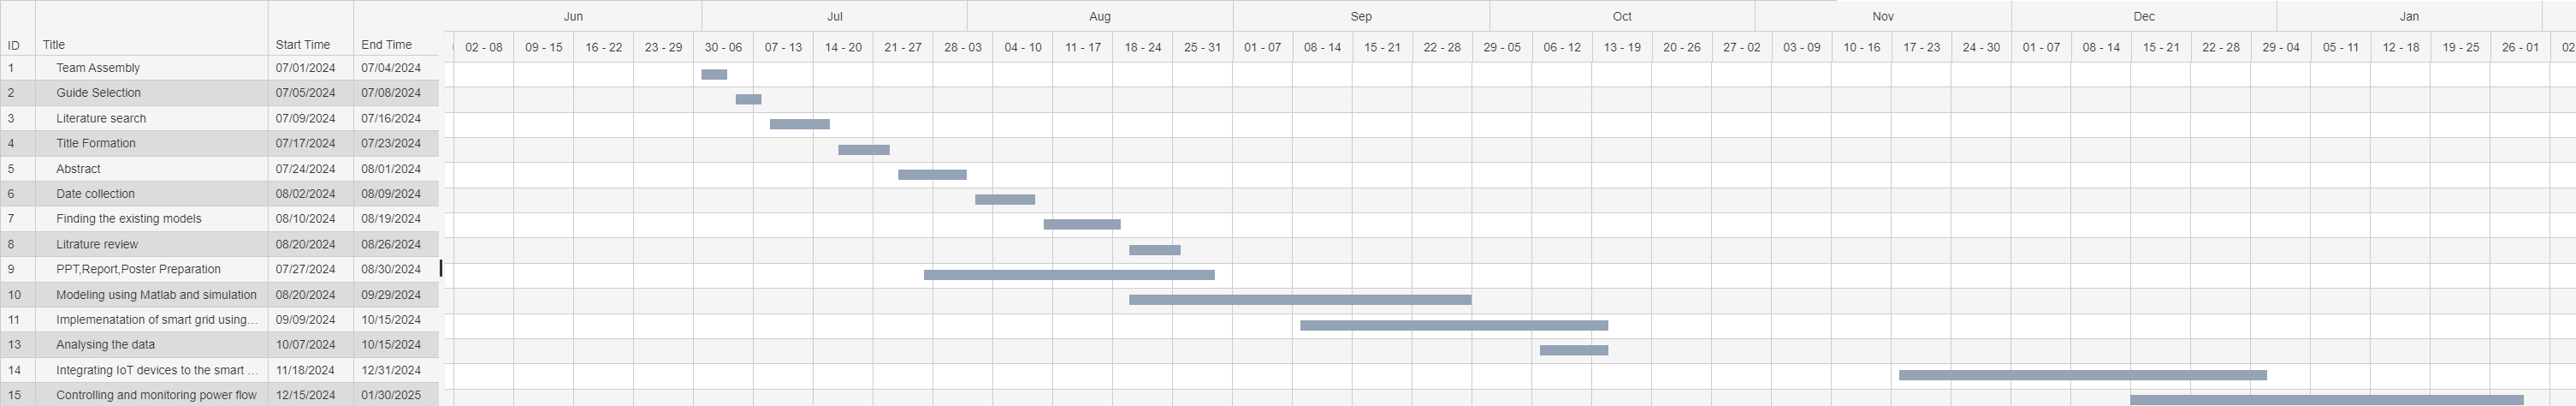 Jun Jul Aug Sep Oct Nov Dec Jan
ID Title Start Time End Time 02 - 08 09 - 15 16 - 22 23 - 29 30 - 06 07 - 13 14 - 20 21 - 27 28 - 03 04 - 10 11 - 17 18 - 24 25 - 31 01 - 07 08 - 14 15 - 21 22 - 28 29 - 05 06 - 12 13 - 19 20 - 26 27 - 02 03 - 09 10 - 16 17 - 23 24 - 30 01 - 07 08 - 14 15 - 21 22 - 28 29 - 04 05 - 11 12 - 18 19 - 25 26 - 01 02
1 Team Assembly 07/01/2024 07/04/2024
2 Guide Selection 07/05/2024 07/08/2024
3 Literature search 07/09/2024 07/16/2024
4 Title Formation 07/17/2024 07/23/2024
5 Abstract 07/24/2024 08/01/2024
6 Date collection 08/02/2024 08/09/2024
7 Finding the existing models 08/10/2024 08/19/2024
8 Litrature review 08/20/2024 08/26/2024
9 PPT,Report,Poster Preparation 07/27/2024 08/30/2024
10 Modeling using Matlab and simulation 08/20/2024 09/29/2024
11 Implemenatation of smart grid using... 09/09/2024 10/15/2024
13 Analysing the data 10/07/2024 10/15/2024
14 Integrating IoT devices to the smart ... 11/18/2024 12/31/2024
15 Controlling and monitoring power flow 12/15/2024 01/30/2025